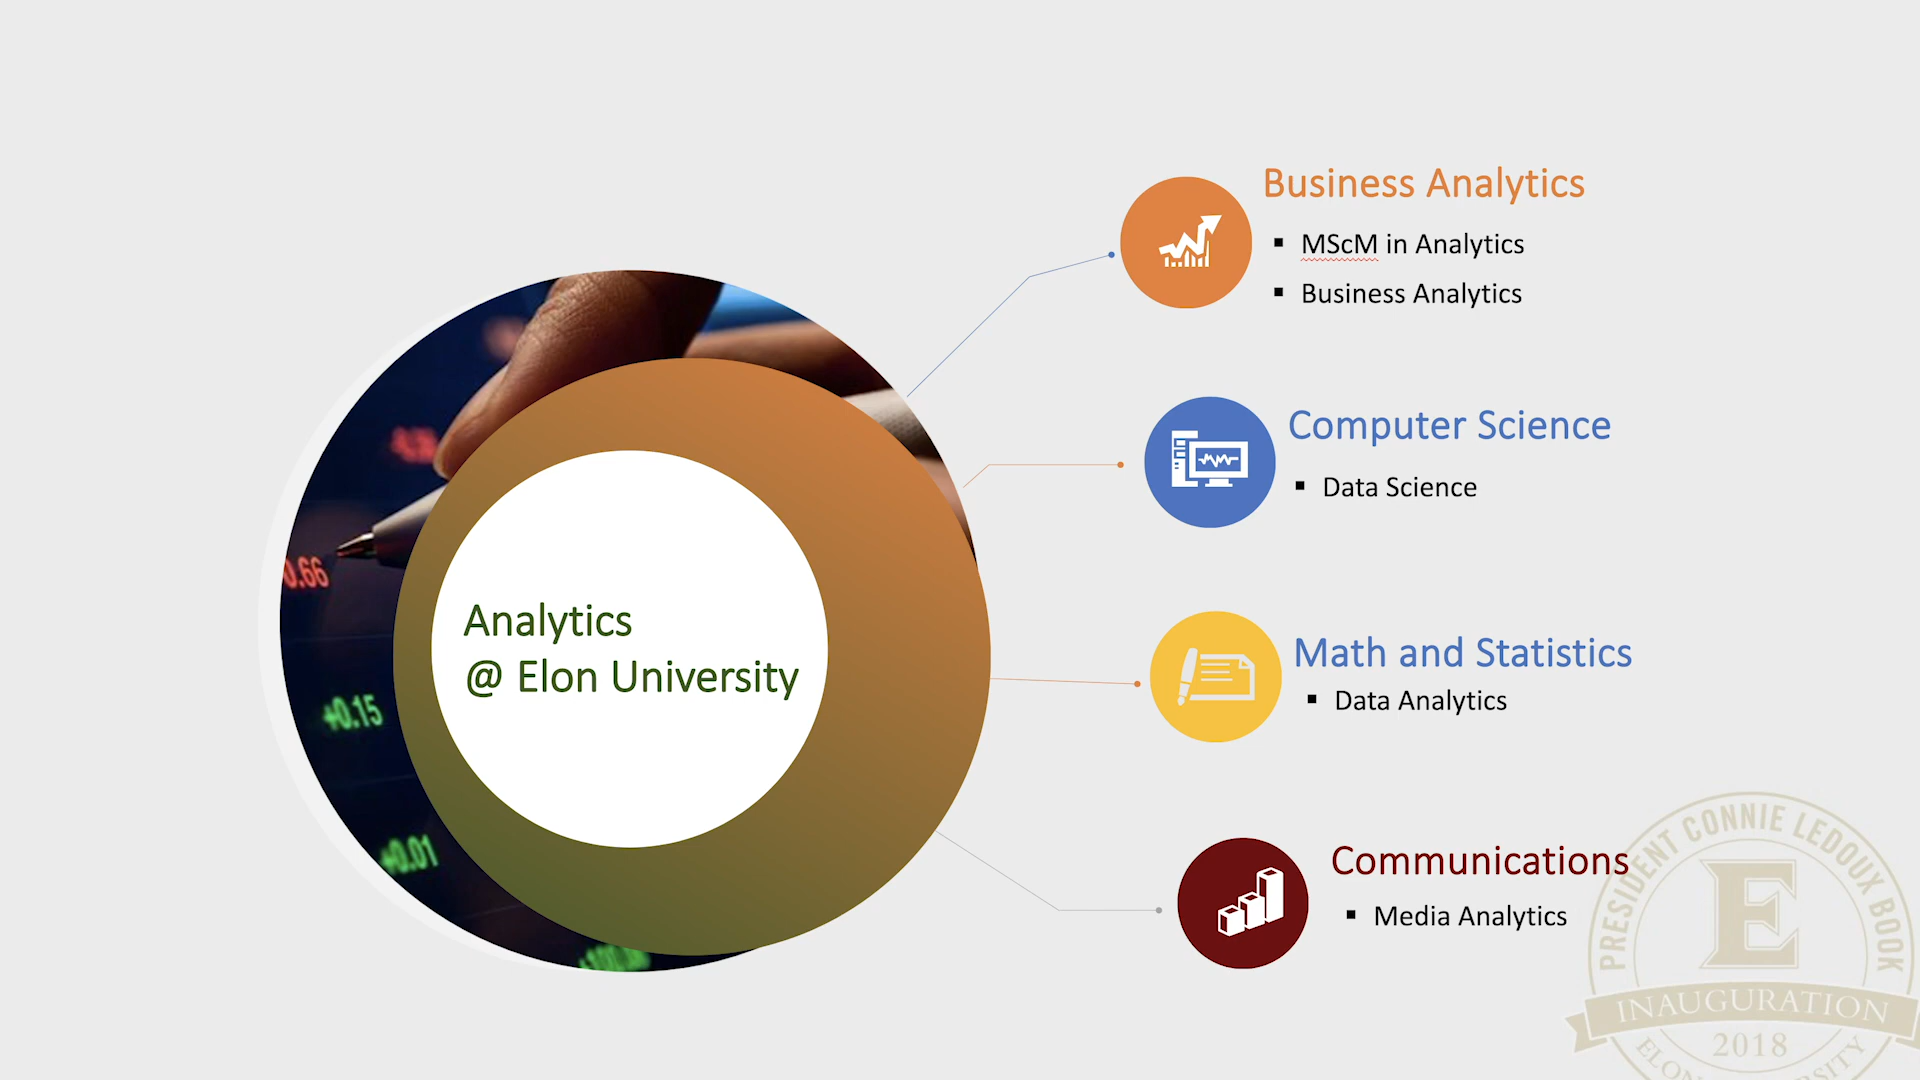 Business Analytics
▪ MScM in Analytics
▪ Business Analytics
Computer Science
▪ Data Science
Analytics
@ Elon University
Math and Statistics
▪ Data Analytics
Communications
▪ Media Analytics
0.66
+0.15
+0.01
PRESIDENT CONNIE LEDOUX BOOK
E
INAUGURATION
2018